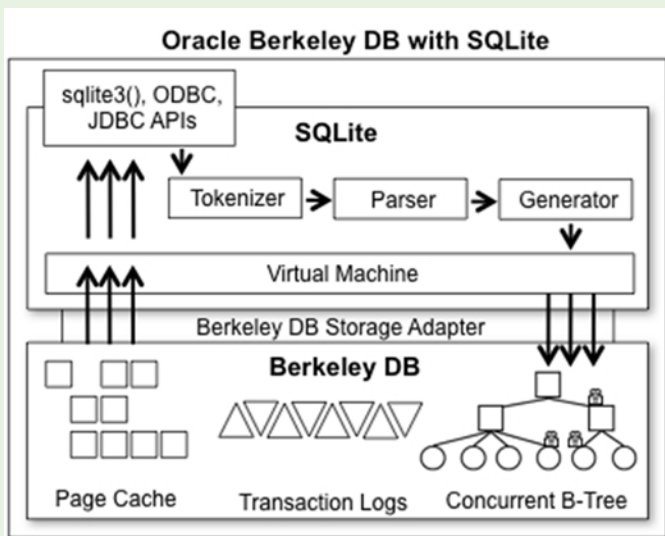 Oracle Berkeley DB with SQLite
sqlite3(), ODBC,
JDBC APIs
SQLite
Tokenizer
Parser
Generator
Virtual Machine
Berkeley DB Storage Adapter
Berkeley DB
Page Cache
Transaction Logs
Concurrent B-Tree